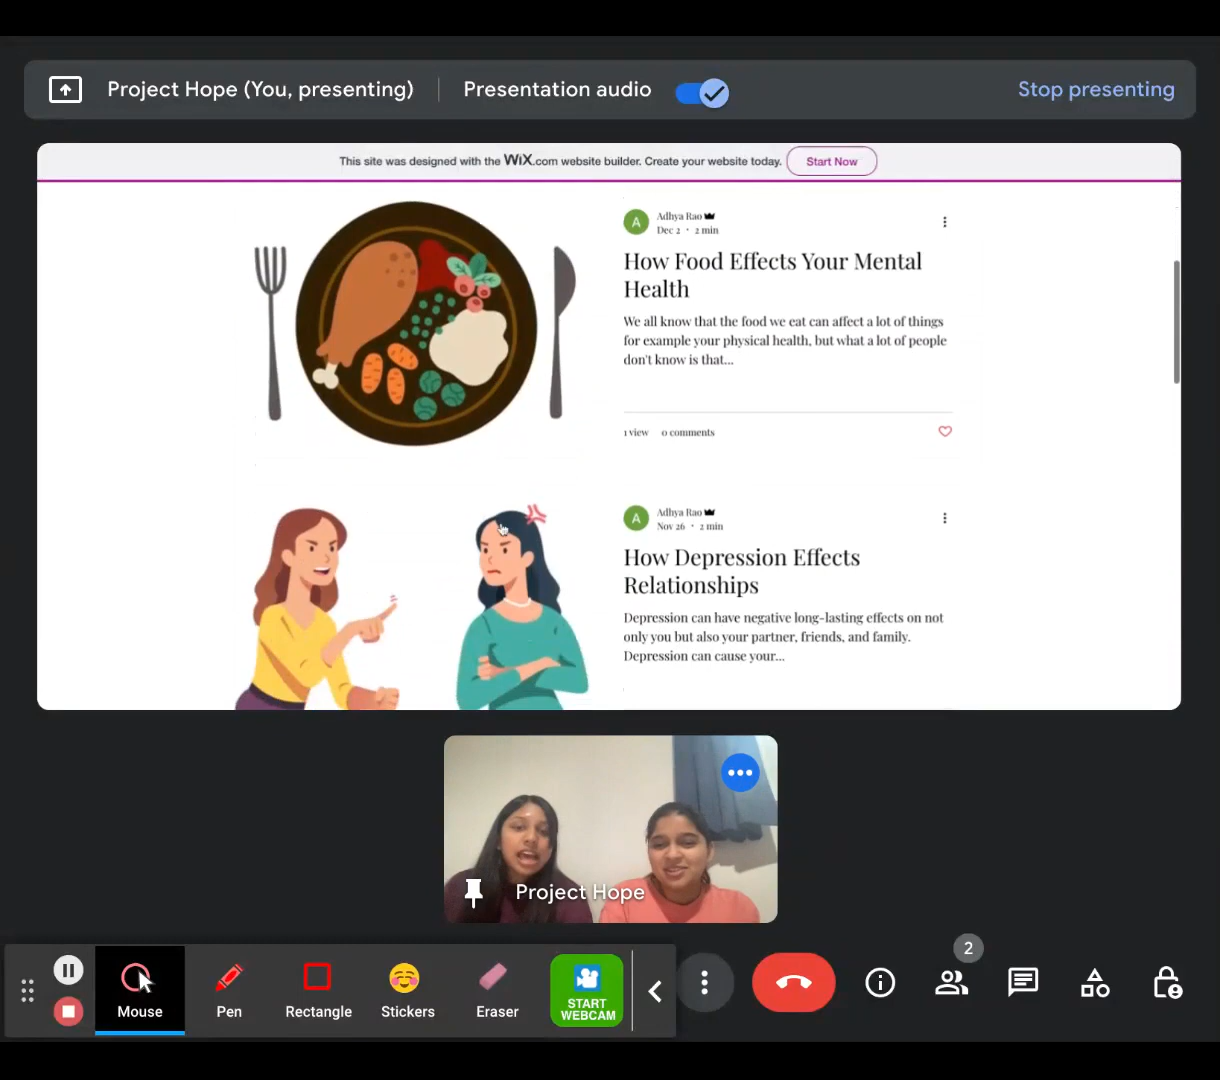 Project Hope (You, presenting)
Presentation audio
Stop presenting
This site was designed with the WiX.com website builder. Create your website today.
Start Now
A
Adhya Rao
Dec 2 · 2 min
How Food Effects Your Mental
Health
We all know that the food we eat can affect a lot of things
for example your physical health, but what a lot of people
don't know is that...
1 view 0 comments
A
Adhya Rao
Nov 26 · 2 min
How Depression Effects
Relationships
Depression can have negative long-lasting effects on not
only you but also your partner, friends, and family.
Depression can cause your...
Project Hope
2
Mouse
Pen
Rectangle
Stickers
Eraser
START
WEBCAM